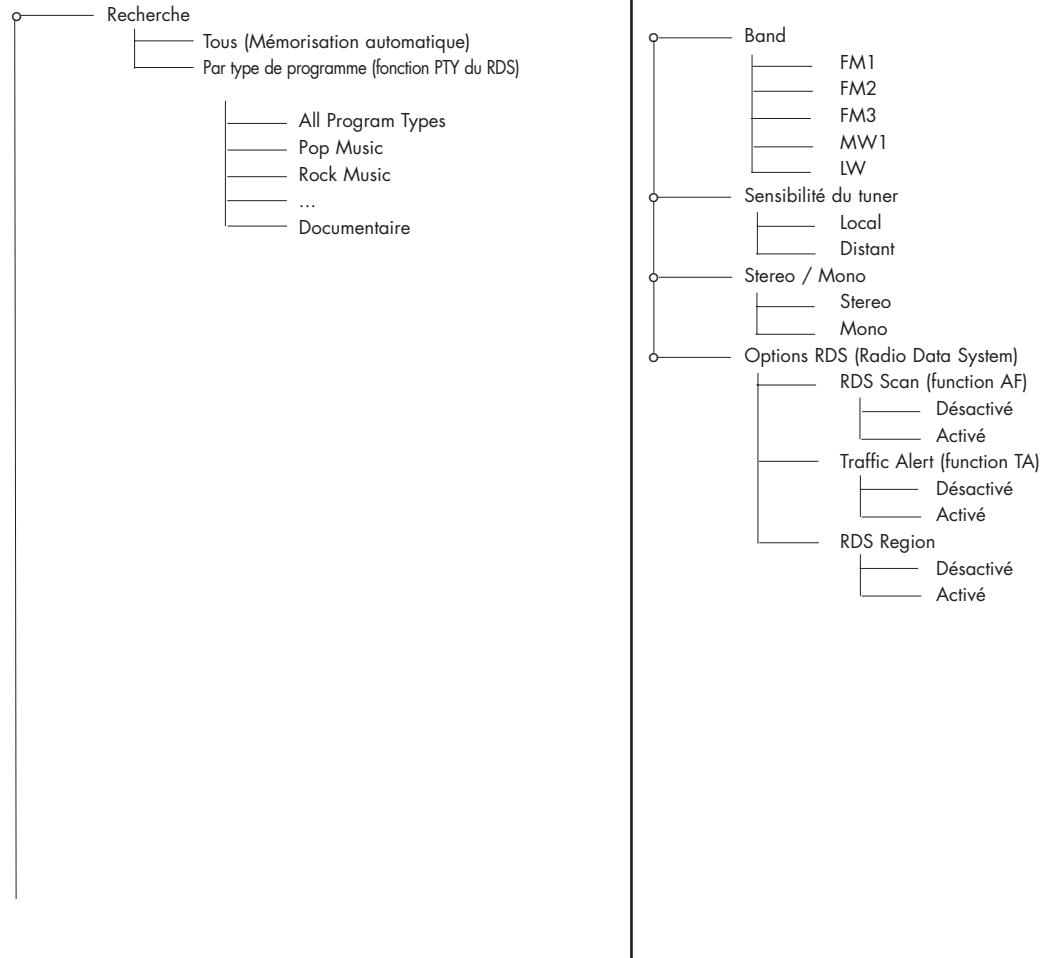 Recherche
Tous (Mémorisation automatique)
Par type de programme (fonction PTY du RDS)
All Program Types
Pop Music
Rock Music
...
Documentaire
Band
FM1
FM2
FM3
MW1
LW
Sensibilité du tuner
Local
Distant
Stereo / Mono
Stereo
Mono
Options RDS (Radio Data System)
RDS Scan (function AF)
Désactivé
Activé
Traffic Alert (function TA)
Désactivé
Activé
RDS Region
Désactivé
Activé